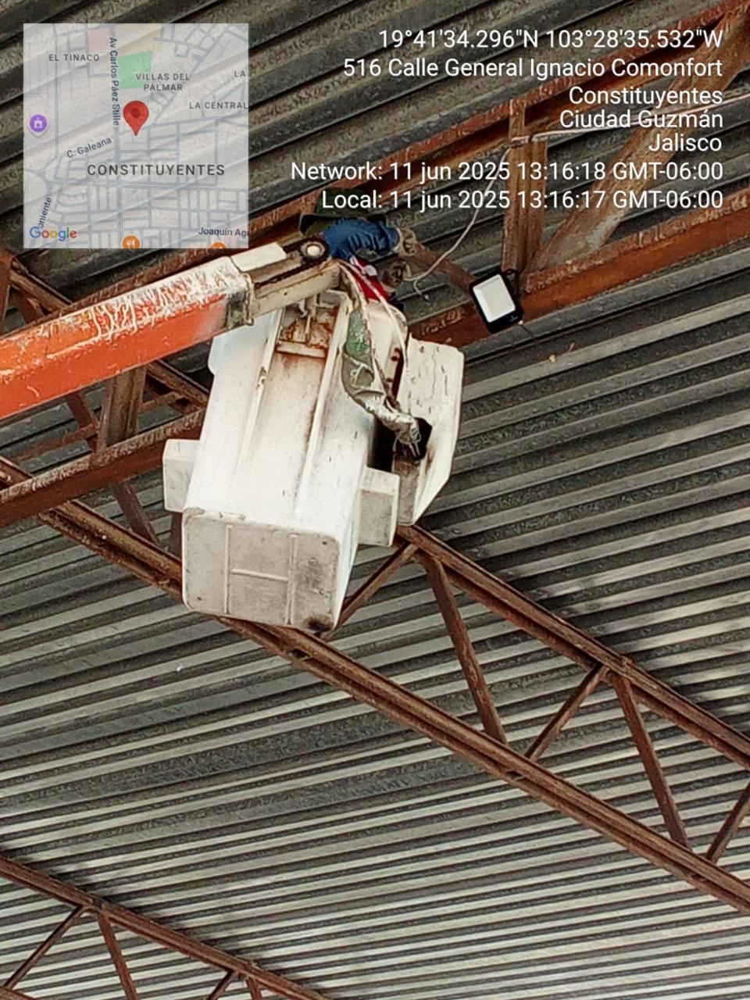 19°41'34.296"N 103°28'35.532"W
516 Calle General Ignacio Comonfort
Constituyentes
Ciudad Guzmán
Jalisco
Network: 11 jun 2025 13:16:18 GMT-06:00
Local: 11 jun 2025 13:16:17 GMT-06:00
EL TINACO
Av Carlos Páez Stille
VILLAS DEL
PALMAR
LA
LA CENTRAL
C. Galeana
CONSTITUYENTES
oniente
Google
Joaquín Ag